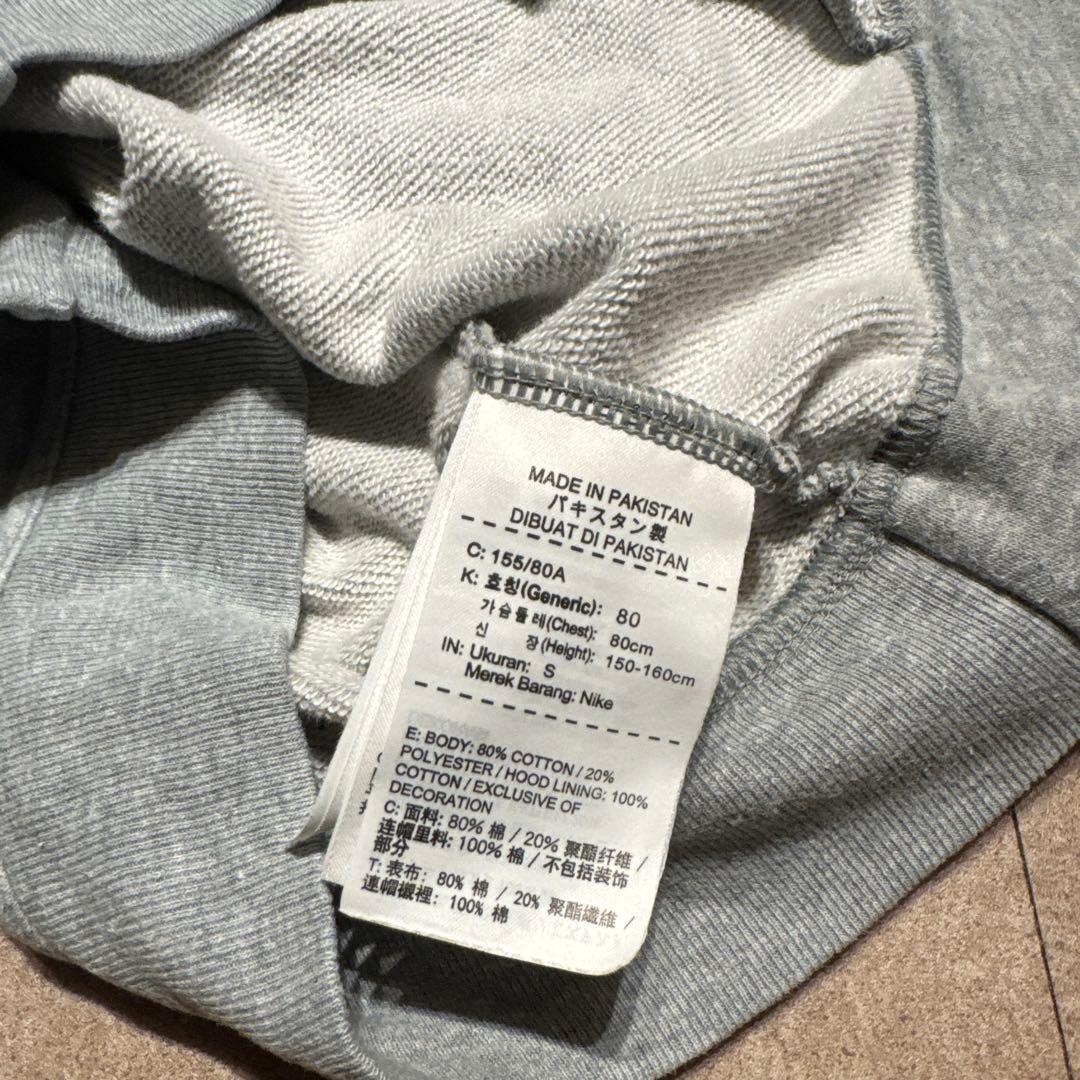 MADE IN PAKISTAN
パキスタン製
DIBUAT DI PAKISTAN
C: 155/80A
K: 호칭(Generic): 80
가슴둘레(Chest): 80cm
신 장(Height): 150-160cm
IN: Ukuran: S
Merek Barang: Nike
E: BODY: 80% COTTON / 20%
POLYESTER / HOOD LINING: 100%
COTTON / EXCLUSIVE OF
DECORATION
C: 面料: 80% 棉 / 20% 聚酯纤维 /
连帽里料: 100% 棉 / 不包括装饰
部分
T: 表布: 80% 棉 / 20% 聚酯纖維 /
連帽襯裡: 100% 棉